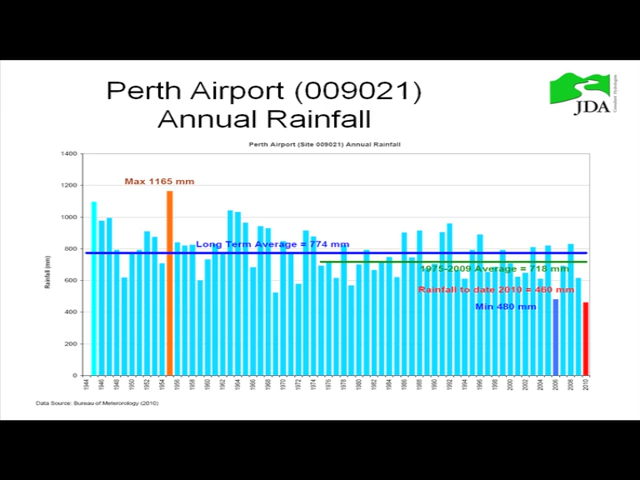 Perth Airport (009021)
Annual Rainfall
JDA
Consultant Hydrologists
Perth Airport (Site 009021) Annual Rainfall
Rainfall (mm)
1400
1200
1000
800
600
400
200
0
Max 1165 mm
Long Term Average = 774 mm
1975-2009 Average = 718 mm
Rainfall to date 2010 = 460 mm
Min 480 mm
1944 1946 1948 1950 1952 1954 1956 1958 1960 1962 1964 1966 1968 1970 1972 1974 1976 1978 1980 1982 1984 1986 1988 1990 1992 1994 1996 1998 2000 2002 2004 2006 2008 2010
Data Source: Bureau of Meterorology (2010)